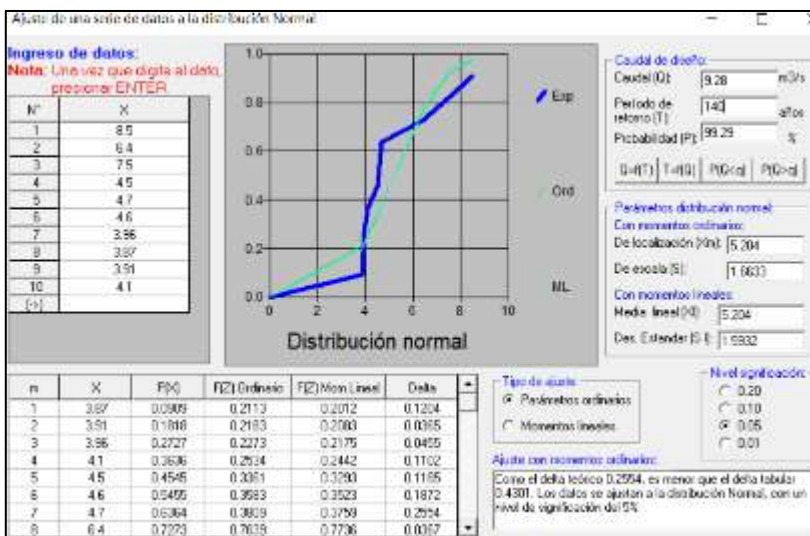 Ajuste de una serie de datos a la distribución Normal
Ingreso de datos:
Nota: Una vez que digita el dato,
presionar ENTER
N° X
1 8.5
2 6.4
3 7.5
4 4.5
5 4.7
6 4.6
7 3.96
8 3.87
9 3.91
10 4.1
(->)
1.0
0.8
0.6
0.4
0.2
0.0
0 2 4 6 8 10
Exp
Ord
ML
Distribución normal
Caudal de diseño:
Caudal (Q): 9.28 m3/s
Período de
retorno (T): 140 años
Probabilidad (P): 99.29 %
Q=f(T) T=f(Q) P(Q<q) P(Q>q)
Parámetros distribución normal:
Con momentos ordinarios:
De localización (Xm): 5.204
De escala (S): 1.6633
Con momentos lineales:
Media lineal (Xl): 5.204
Des. Estandar (S l): 1.5932
m X P(X) F(Z) Ordinario F(Z) Mom Lineal Delta
1 3.87 0.0909 0.2113 0.2012 0.1204
2 3.91 0.1818 0.2183 0.2083 0.0365
3 3.96 0.2727 0.2273 0.2175 0.0455
4 4.1 0.3636 0.2534 0.2442 0.1102
5 4.5 0.4545 0.3361 0.3293 0.1185
6 4.6 0.5455 0.3583 0.3523 0.1872
7 4.7 0.6364 0.3809 0.3759 0.2554
8 6.4 0.7273 0.7639 0.7736 0.0367
Tipo de ajuste:
Parámetros ordinarios
Momentos lineales
Nivel significación:
0.20
0.10
0.05
0.01
Ajuste con momentos ordinarios:
Como el delta teórico 0.2554, es menor que el delta tabular
0.4301. Los datos se ajustan a la distribución Normal, con un
nivel de significación del 5%